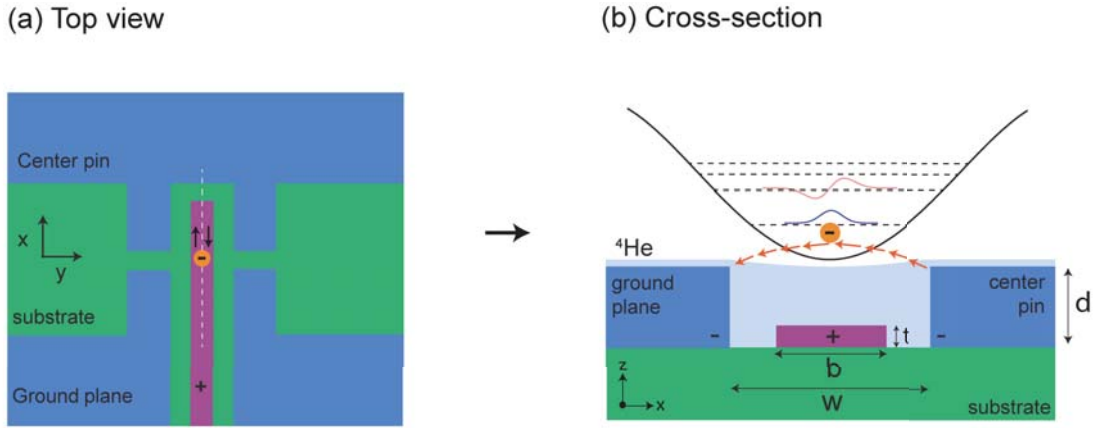 (a) Top view
(b) Cross-section
Center pin
x
y
substrate
-
+
Ground plane
-
⁴He
ground
plane
center
pin
d
-
+
-
t
b
w
z
x
substrate